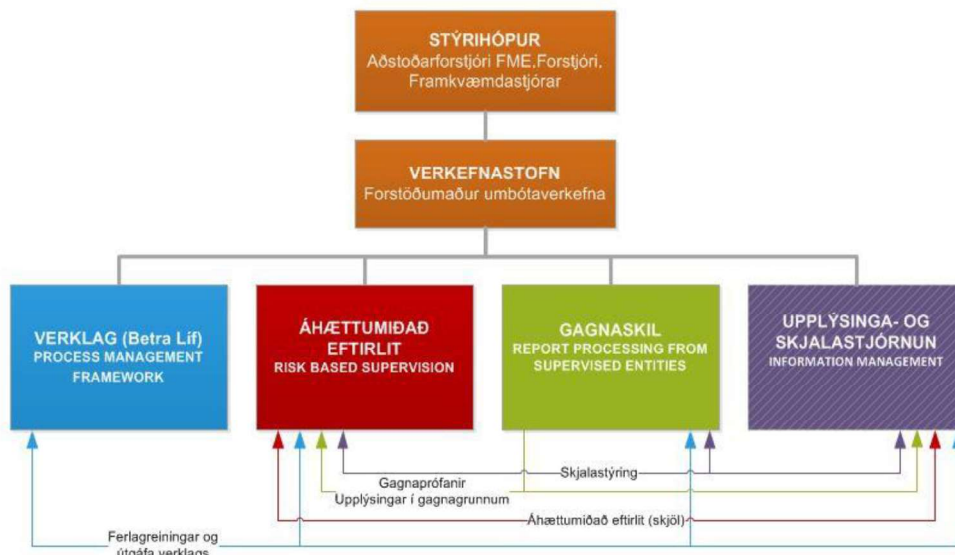 STÝRIHÓPUR
Aðstoðarforstjóri FME,Forstjóri,
Framkvæmdastjórar
VERKEFNASTOFN
Forstöðumaður umbótaverkefna
VERKLAG (Betra Líf)
PROCESS MANAGEMENT
FRAMEWORK
ÁHÆTTUMIÐAÐ
EFTIRLIT
RISK BASED SUPERVISION
GAGNASKIL
REPORT PROCESSING FROM
SUPERVISED ENTITIES
UPPLÝSINGA- OG
SKJALASTJÓRNUN
INFORMATION MANAGEMENT
Skjalastýring
Gagnaprófanir
Upplýsingar í gagnagrunnum
Áhættumiðað eftirlit (skjöl)
Ferlagreiningar og
útgáfa verklags